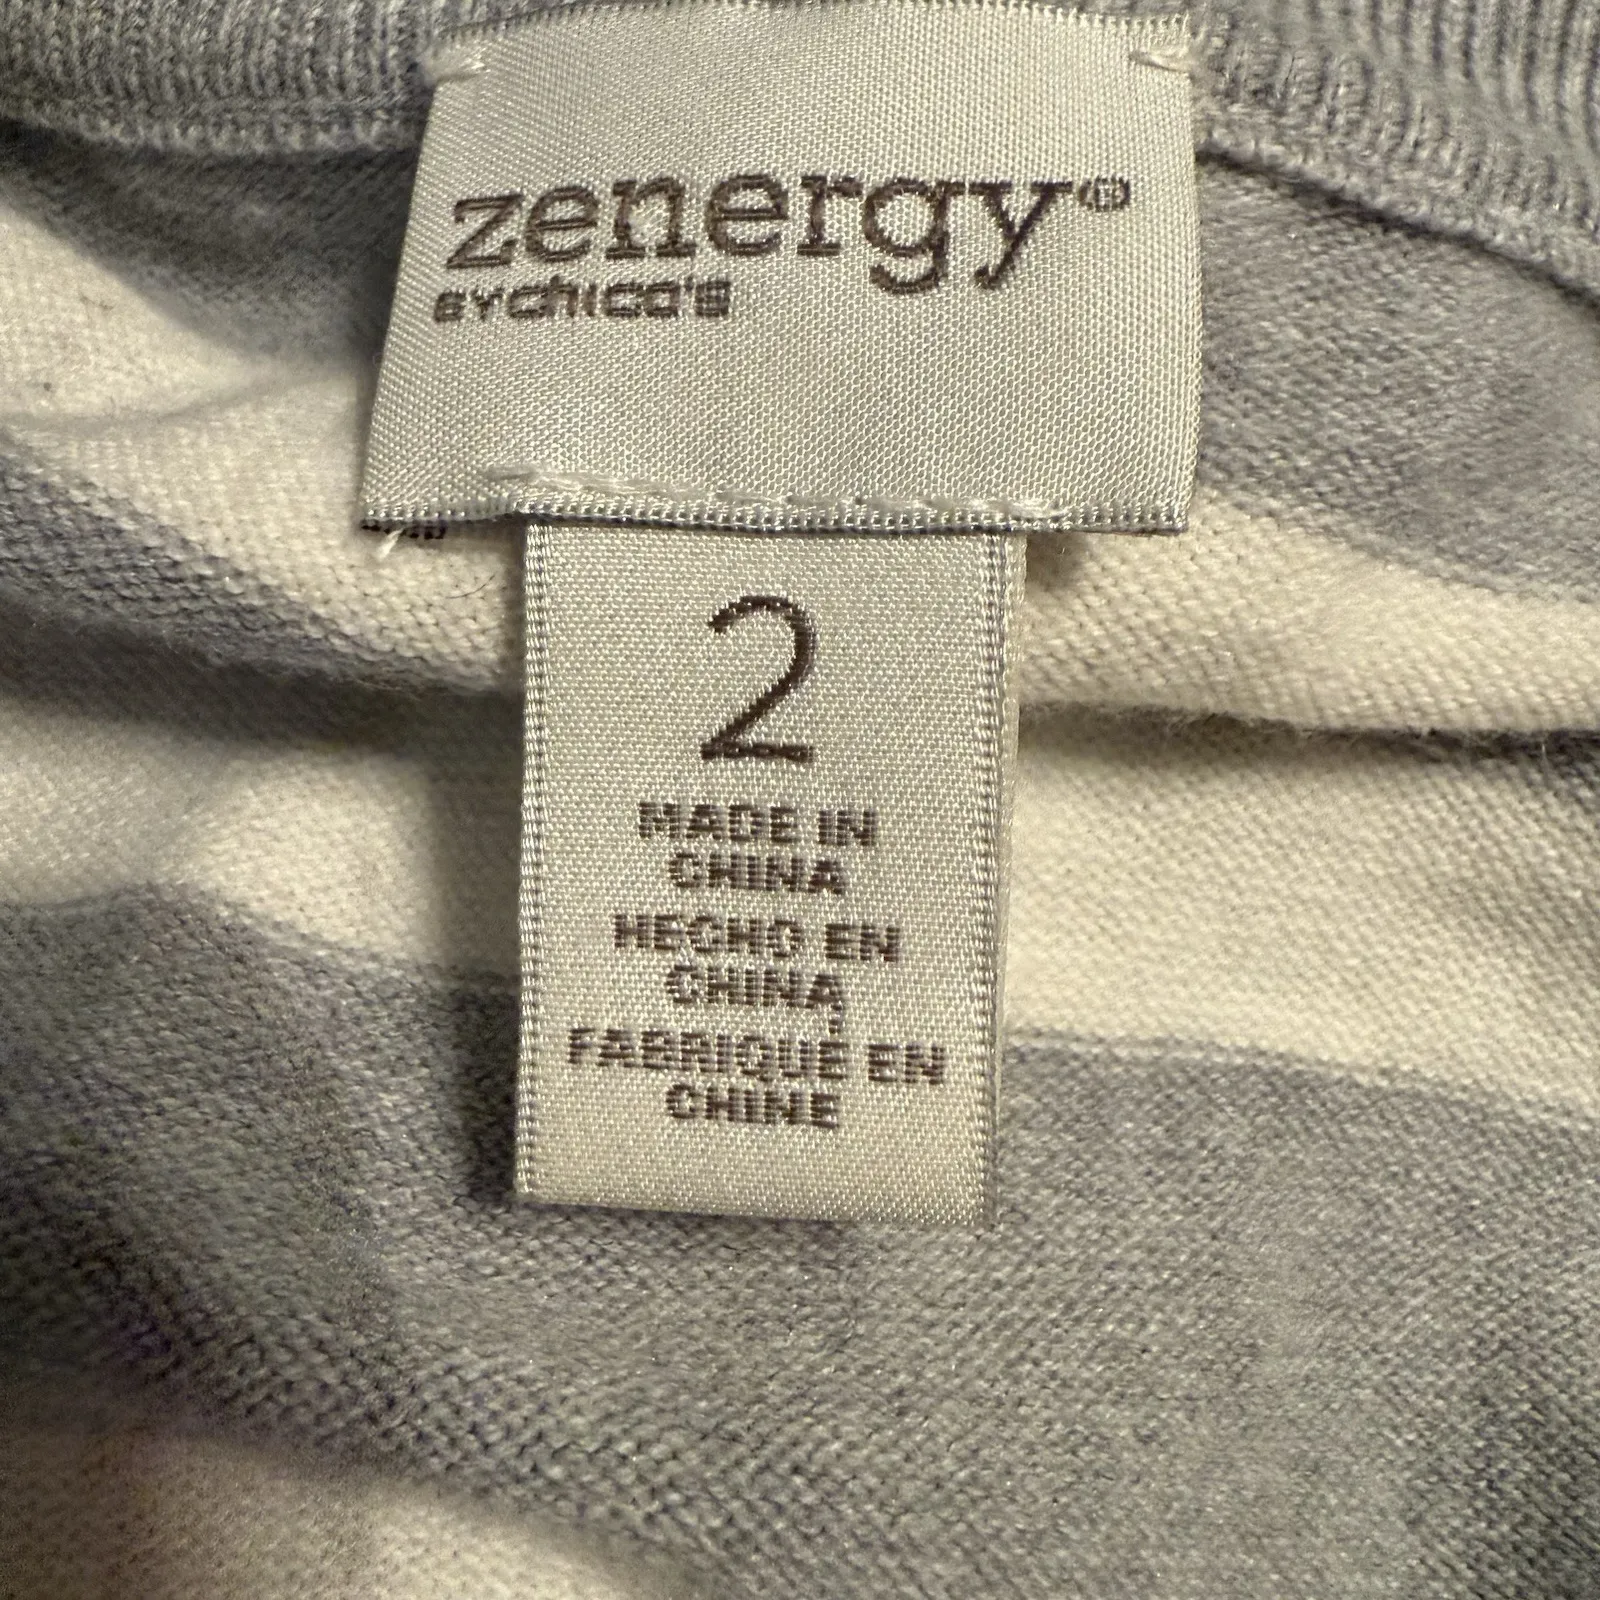 zenergy®
BY chico's
2
MADE IN
CHINA
HECHO EN
CHINA
FABRIQUÉ EN
CHINE